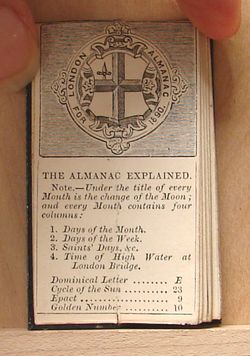 LONDON ALMANAC FOR 1890.
THE ALMANAC EXPLAINED.
Note.—Under the title of every
Month is the change of the Moon;
and every Month contains four
columns:
1. Days of the Month.
2. Days of the Week.
3. Saints' Days, &c.
4. Time of High Water at
London Bridge.
Dominical Letter ........ E
Cycle of the Sun ........ 23
Epact ........ 9
Golden Number ........ 10